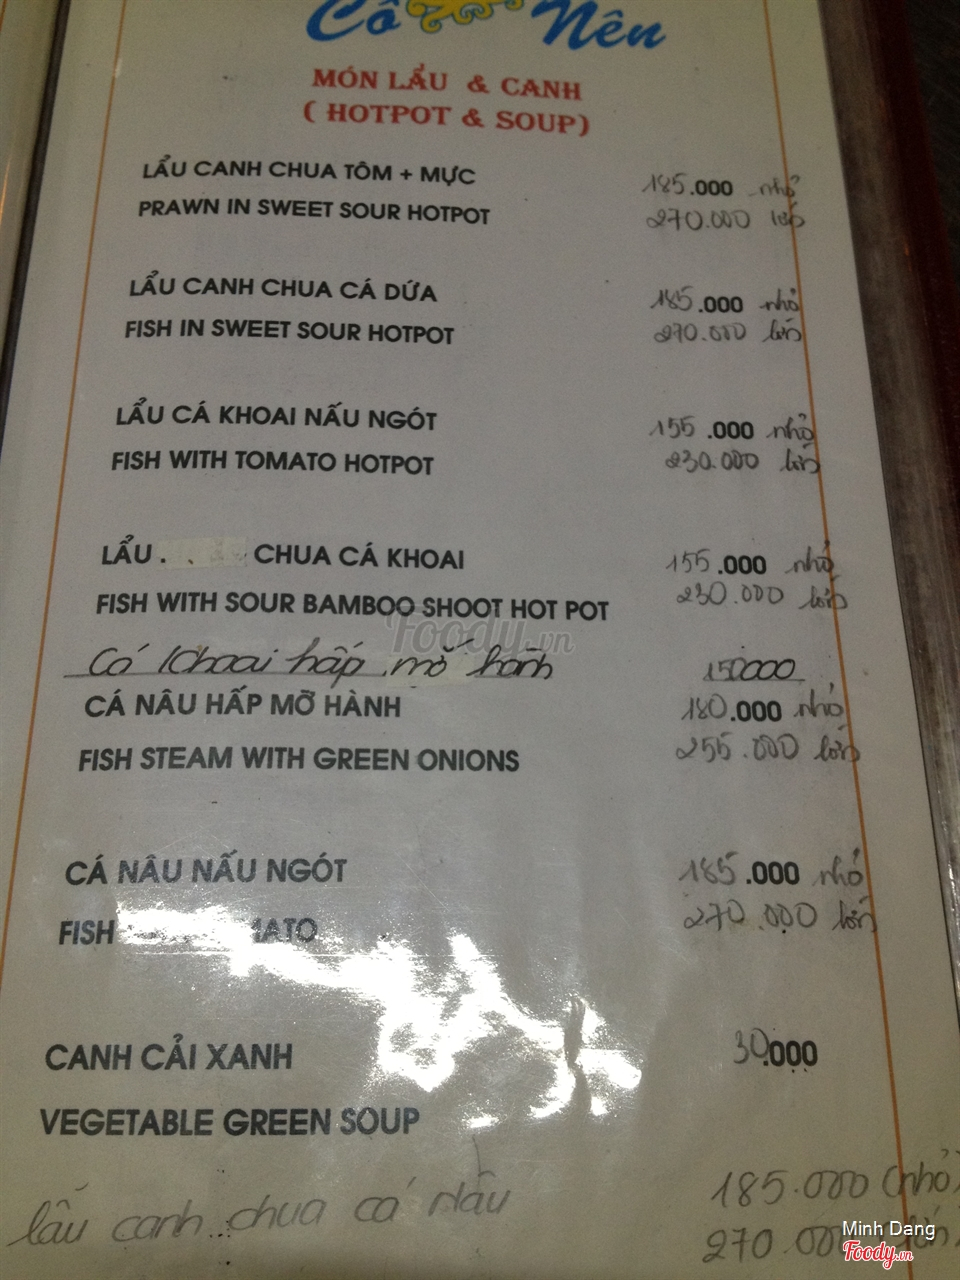 Cô Nên
MÓN LẨU & CANH
( HOTPOT & SOUP)
LẨU CANH CHUA TÔM + MỰC 185.000 nhỏ
PRAWN IN SWEET SOUR HOTPOT 270.000 lớn
LẨU CANH CHUA CÁ DỨA 185.000 nhỏ
FISH IN SWEET SOUR HOTPOT 270.000 lớn
LẨU CÁ KHOAI NẤU NGÓT 155.000 nhỏ
FISH WITH TOMATO HOTPOT 230.000 lớn
LẨU CHUA CÁ KHOAI 155.000 nhỏ
FISH WITH SOUR BAMBOO SHOOT HOT POT 230.000 lớn
Foody.vn
Cá khoai hấp mỡ hành 150000
CÁ NÂU HẤP MỠ HÀNH 180.000 nhỏ
FISH STEAM WITH GREEN ONIONS 255.000 lớn
CÁ NÂU NẤU NGÓT 185.000 nhỏ
FISH 270.000 lớn
CANH CẢI XANH 30.000
VEGETABLE GREEN SOUP
lẩu canh chua cá Nâu 185.000 (nhỏ)
270.000 lớn
Minh Dang
Foody.vn